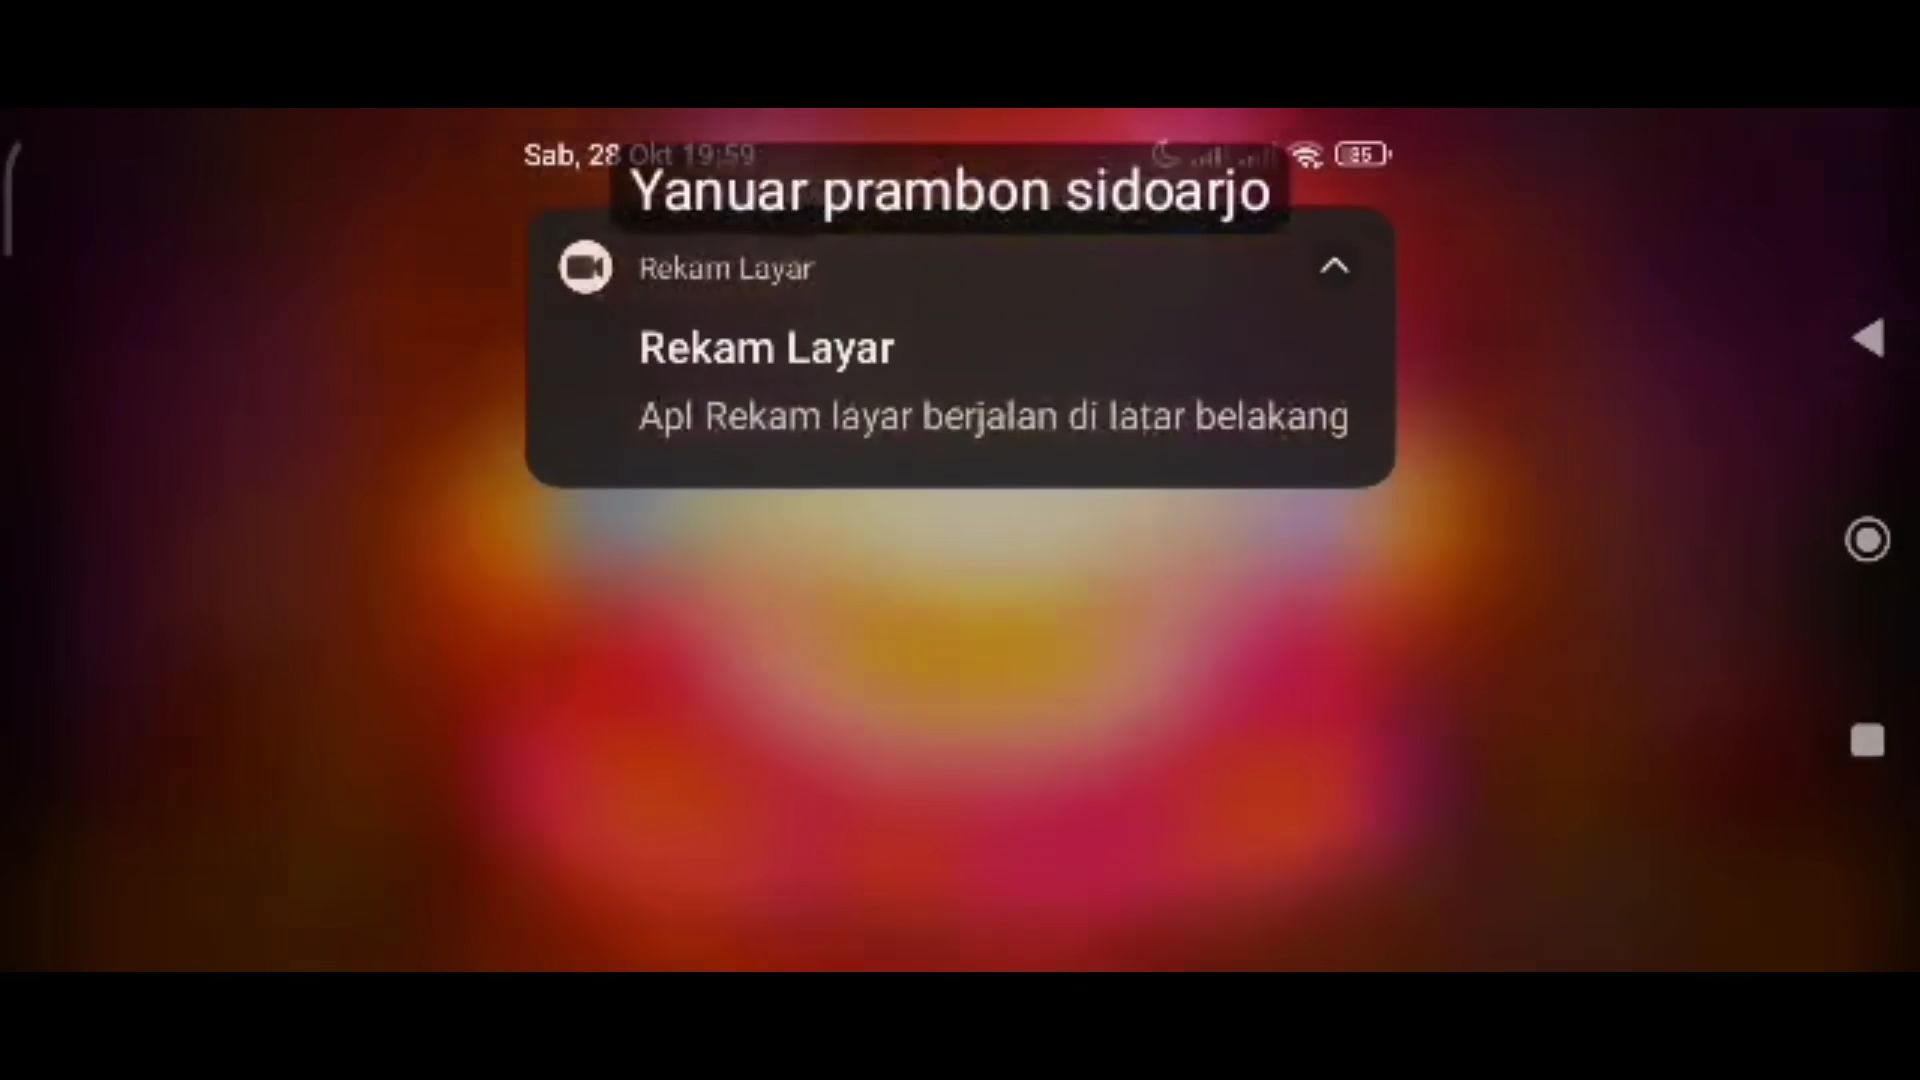 Sab, 28 Okt 19:59
35
Yanuar prambon sidoarjo
Rekam Layar
Rekam Layar
Apl Rekam layar berjalan di latar belakang